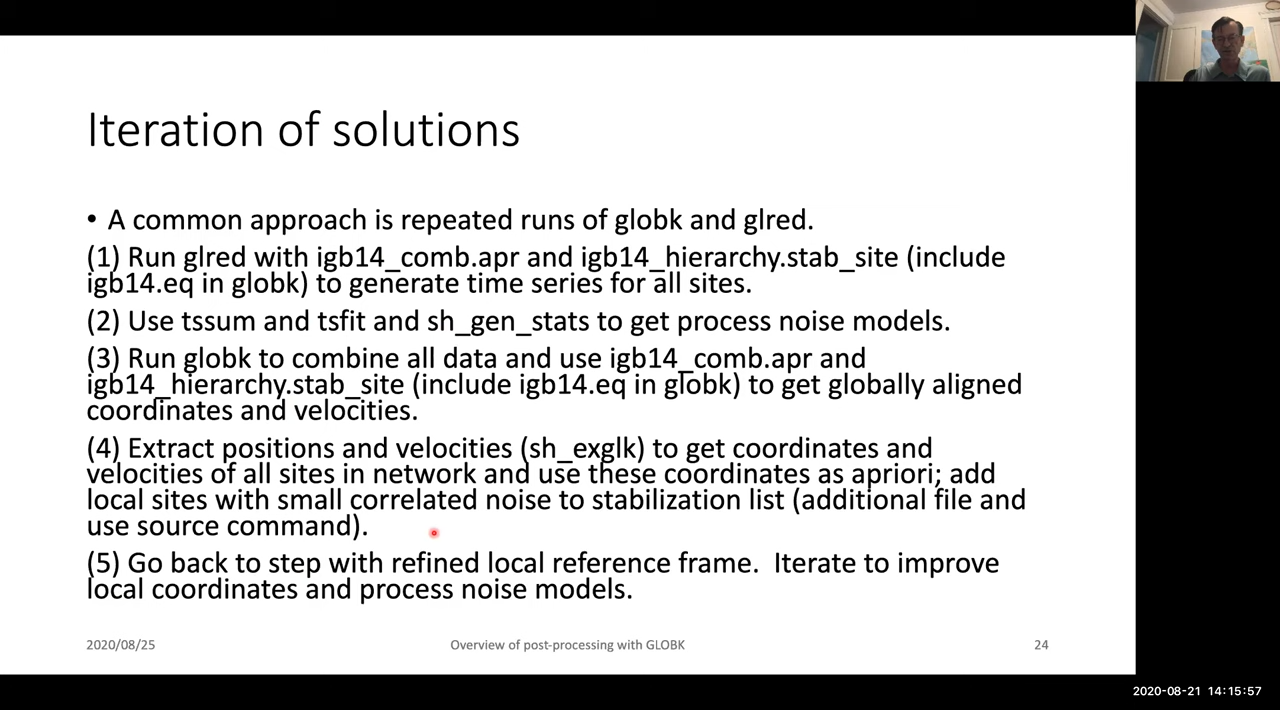 Iteration of solutions
• A common approach is repeated runs of globk and glred.
(1) Run glred with igb14_comb.apr and igb14_hierarchy.stab_site (include
igb14.eq in globk) to generate time series for all sites.
(2) Use tssum and tsfit and sh_gen_stats to get process noise models.
(3) Run globk to combine all data and use igb14_comb.apr and
igb14_hierarchy.stab_site (include igb14.eq in globk) to get globally aligned
coordinates and velocities.
(4) Extract positions and velocities (sh_exglk) to get coordinates and
velocities of all sites in network and use these coordinates as apriori; add
local sites with small correlated noise to stabilization list (additional file and
use source command).
(5) Go back to step with refined local reference frame.  Iterate to improve
local coordinates and process noise models.
2020/08/25
Overview of post-processing with GLOBK
24
2020-08-21 14:15:57